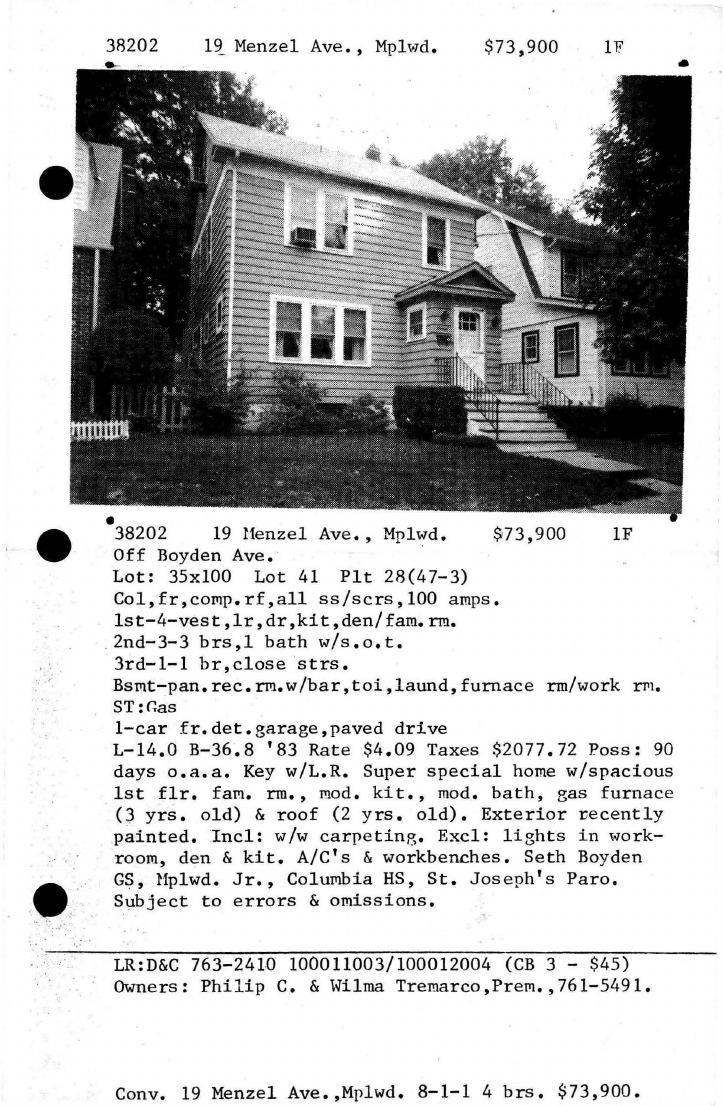 38202 19 Menzel Ave., Mplwd. $73,900 1F
38202 19 Menzel Ave., Mplwd. $73,900 1F
Off Boyden Ave.
Lot: 35x100 Lot 41 Plt 28(47-3)
Col,fr,comp.rf,all ss/scrs,100 amps.
1st-4-vest,lr,dr,kit,den/fam.rm.
2nd-3-3 brs,1 bath w/s.o.t.
3rd-1-1 br,close strs.
Bsmt-pan.rec.rm.w/bar,toi,laund,furnace rm/work rm.
ST:Gas
1-car fr.det.garage,paved drive
L-14.0 B-36.8 '83 Rate $4.09 Taxes $2077.72 Poss: 90
days o.a.a. Key w/L.R. Super special home w/spacious
1st flr. fam. rm., mod. kit., mod. bath, gas furnace
(3 yrs. old) & roof (2 yrs. old). Exterior recently
painted. Incl: w/w carpeting. Excl: lights in work-
room, den & kit. A/C's & workbenches. Seth Boyden
GS, Mplwd. Jr., Columbia HS, St. Joseph's Paro.
Subject to errors & omissions.
LR:D&C 763-2410 100011003/100012004 (CB 3 - $45)
Owners: Philip C. & Wilma Tremarco,Prem.,761-5491.
Conv. 19 Menzel Ave.,Mplwd. 8-1-1 4 brs. $73,900.